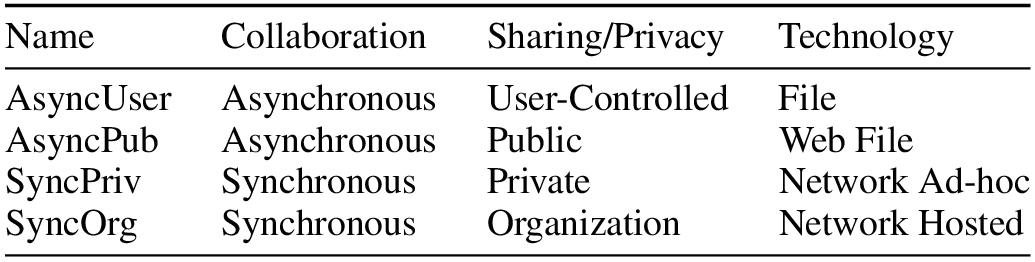 Name Collaboration Sharing/Privacy Technology
AsyncUser Asynchronous User-Controlled File
AsyncPub Asynchronous Public Web File
SyncPriv Synchronous Private Network Ad-hoc
SyncOrg Synchronous Organization Network Hosted